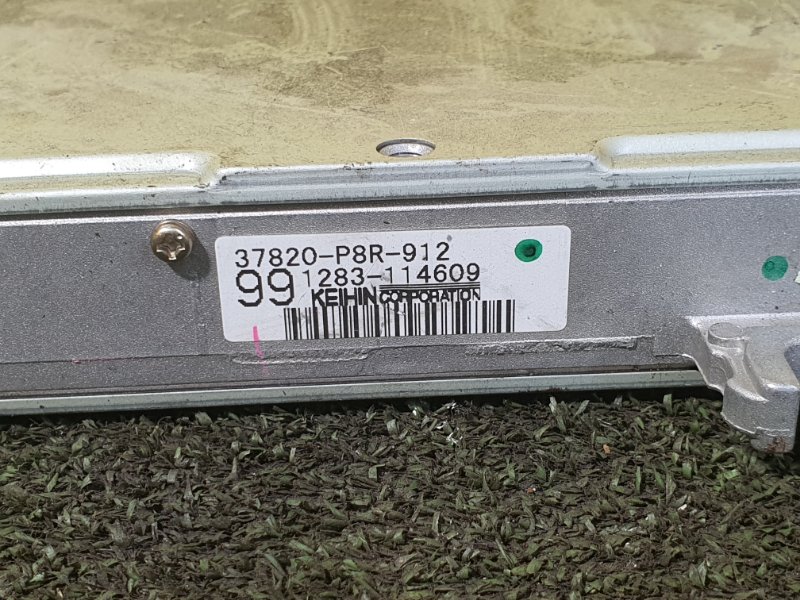 37820-P8R-912
99 1283-114609
KEIHIN CORPORATION